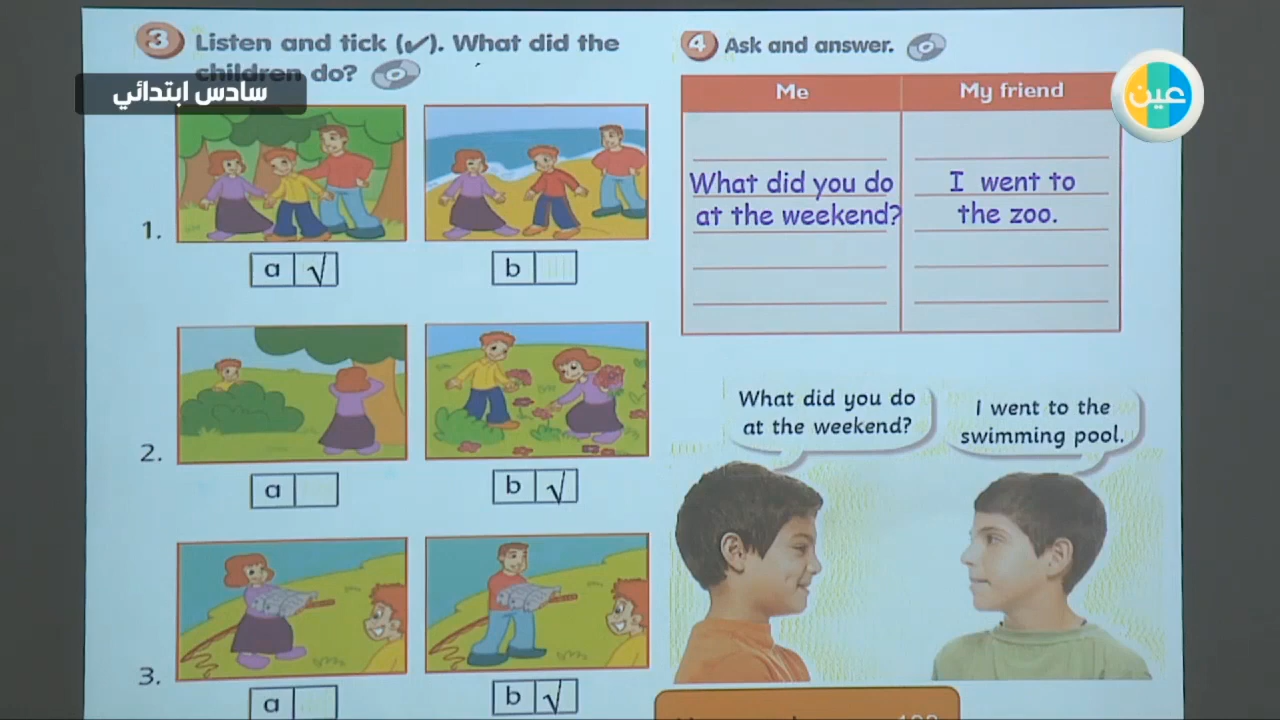 3 Listen and tick (✓). What did the
children do?
سادس ابتدائي
1.
a √
b
2.
a
b √
3.
a
b √
4 Ask and answer.
عين
Me
My friend
What did you do
at the weekend?
I went to
the zoo.
What did you do
at the weekend?
I went to the
swimming pool.